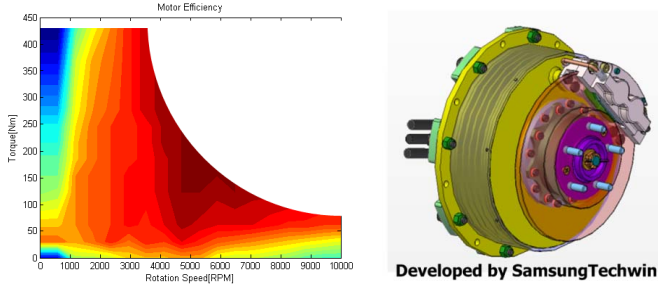 Motor Efficiency
450
400
350
300
250
200
150
100
50
0
Torque[Nm]
0 1000 2000 3000 4000 5000 6000 7000 8000 9000 10000
Rotation Speed[RPM]
Developed by SamsungTechwin